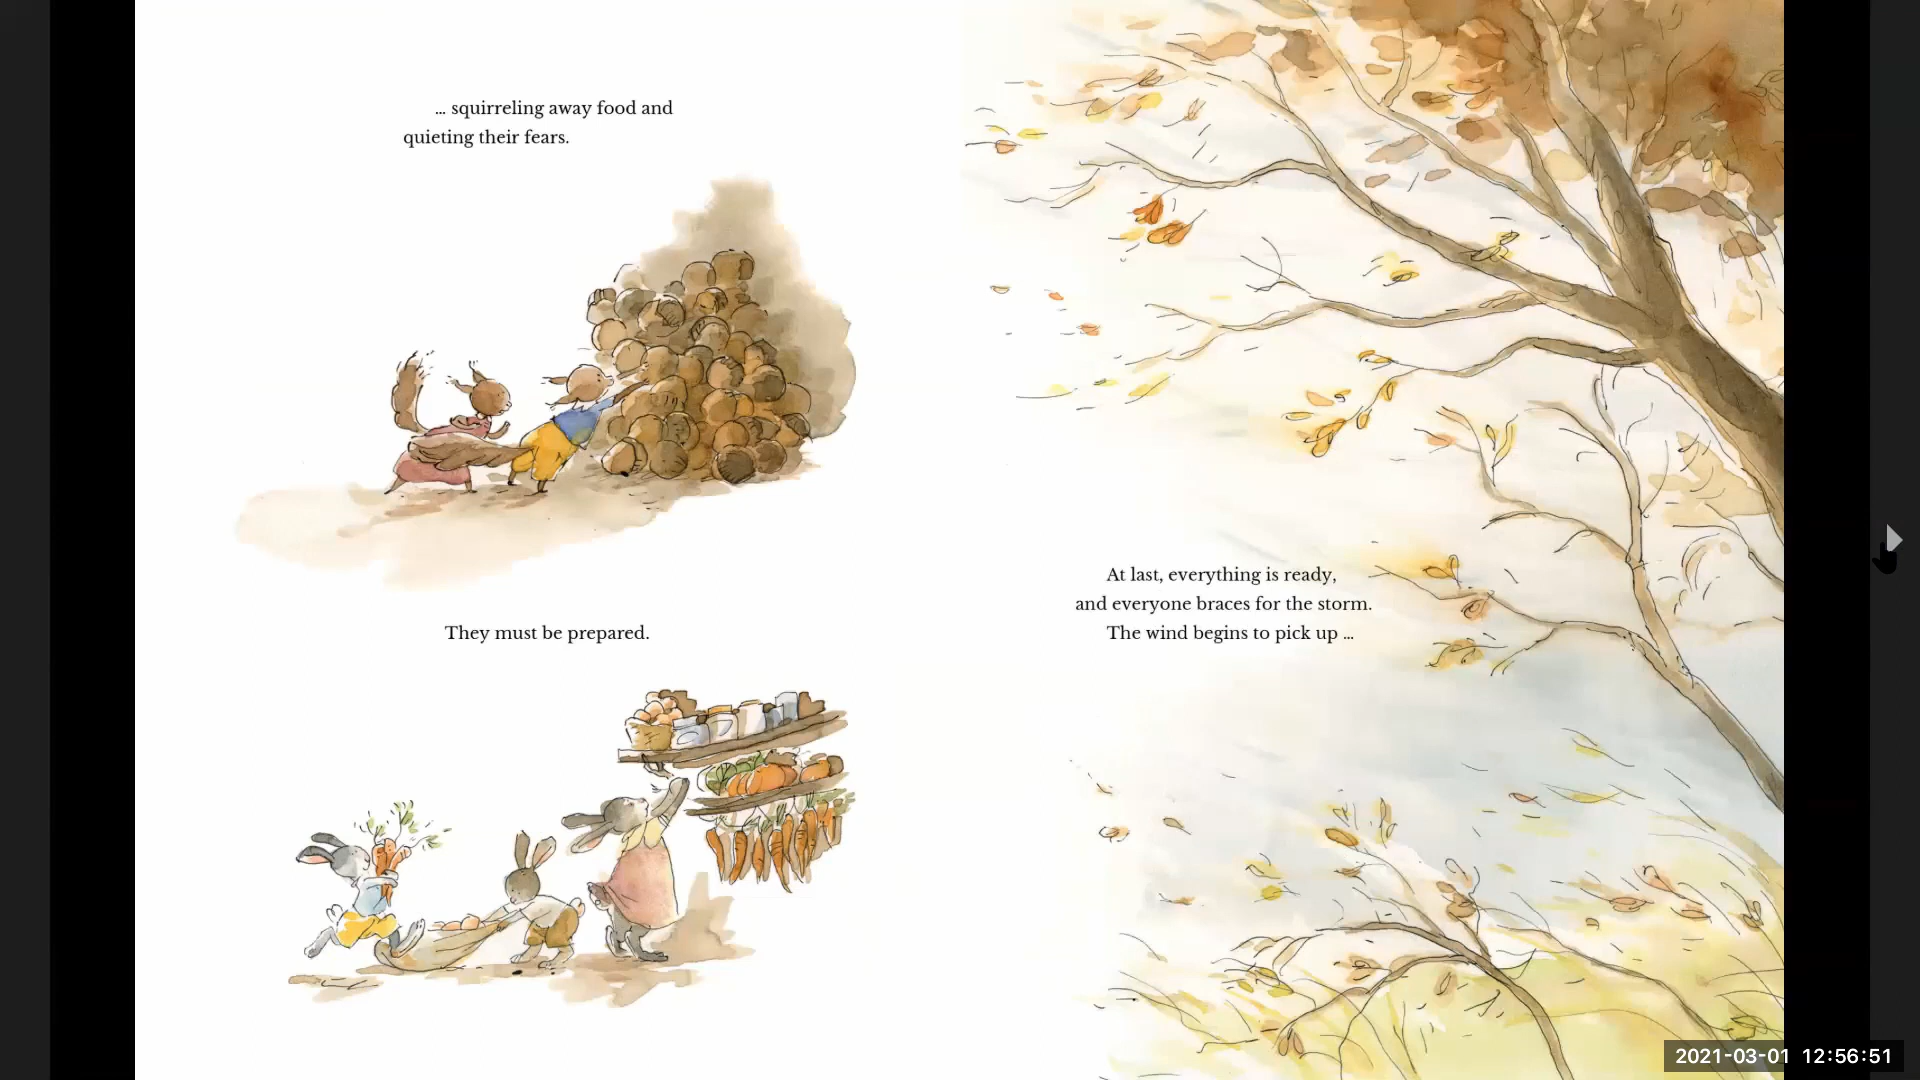 … squirreling away food and
quieting their fears.
They must be prepared.
At last, everything is ready,
and everyone braces for the storm.
The wind begins to pick up …
2021-03-01 12:56:51